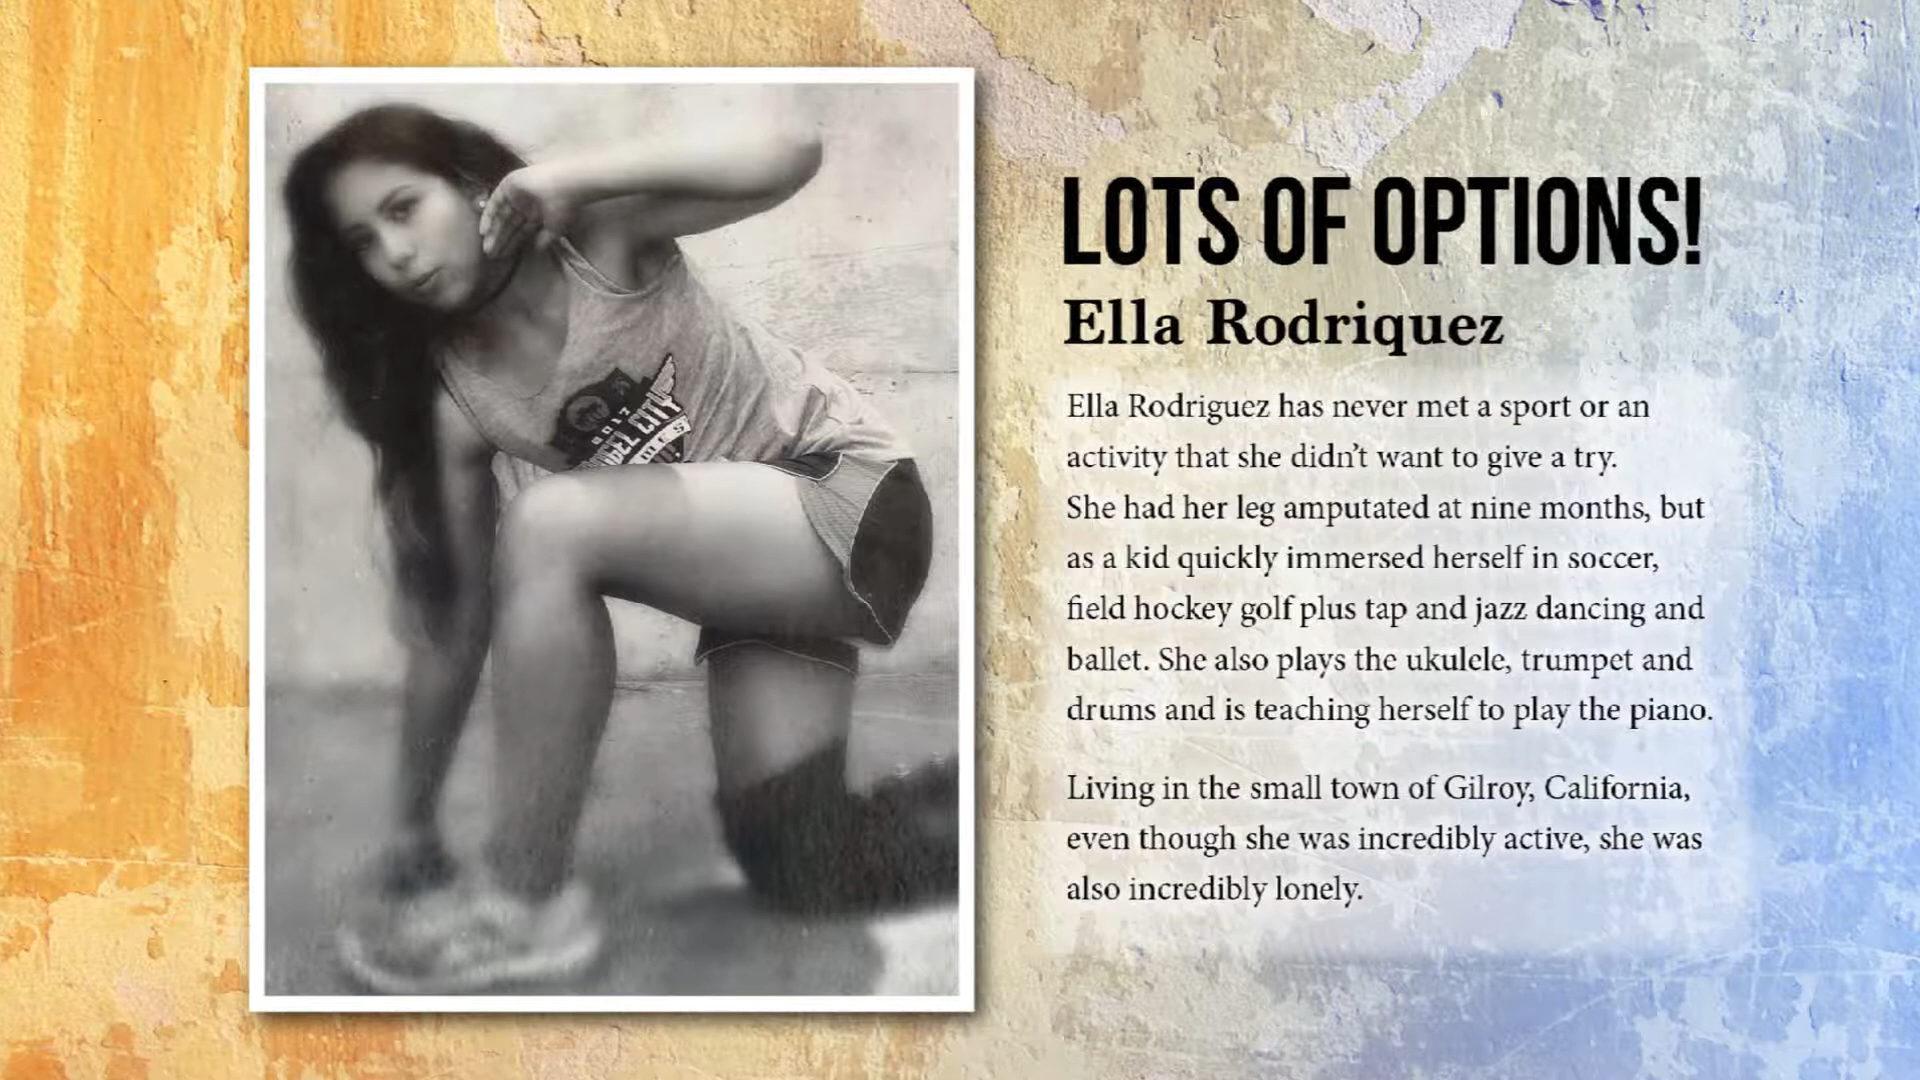 2017
ANGEL CITY
GAMES
LOTS OF OPTIONS!
Ella Rodriquez
Ella Rodriguez has never met a sport or an
activity that she didn’t want to give a try.
She had her leg amputated at nine months, but
as a kid quickly immersed herself in soccer,
field hockey golf plus tap and jazz dancing and
ballet. She also plays the ukulele, trumpet and
drums and is teaching herself to play the piano.
Living in the small town of Gilroy, California,
even though she was incredibly active, she was
also incredibly lonely.